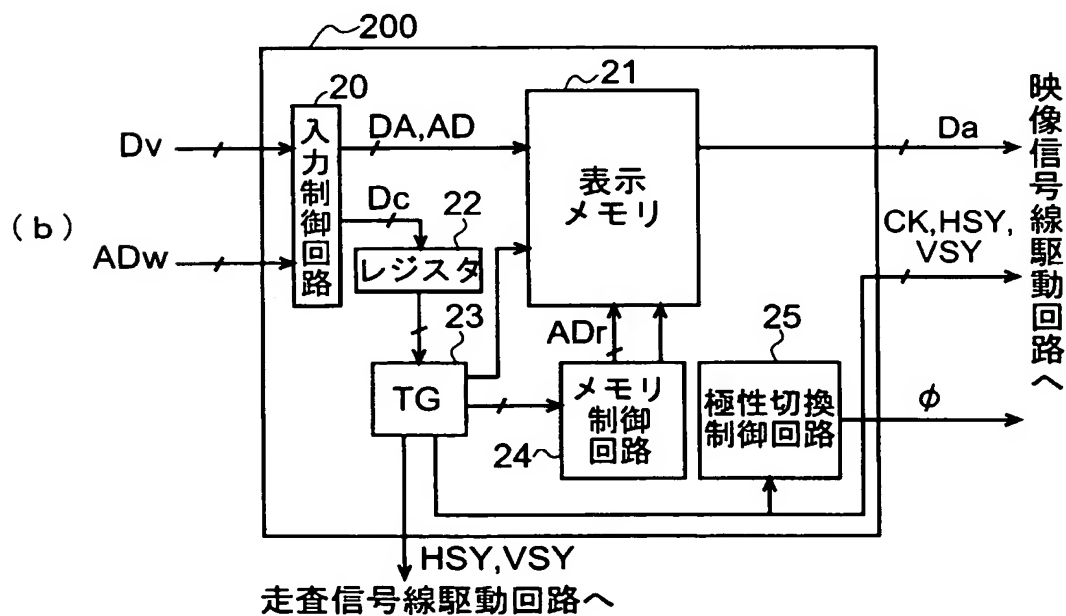 200
20
21
Dv
入力制御回路
DA,AD
表示
メモリ
Da
映像信号線駆動回路へ
(b)
Dc
22
CK,HSY,
VSY
ADw
レジスタ
23
ADr
25
TG
メモリ
制御
回路
極性切換
制御回路
φ
24
HSY,VSY
走査信号線駆動回路へ